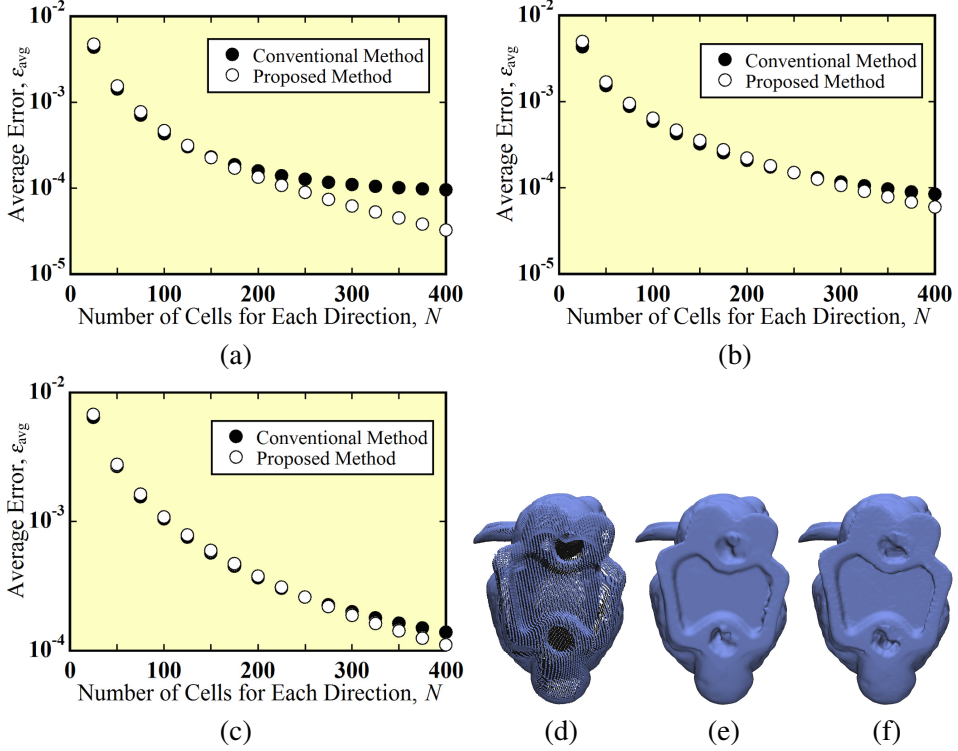 10-2
10-3
10-4
10-5
Average Error, εavg
Conventional Method
Proposed Method
0 100 200 300 400
Number of Cells for Each Direction, N
(a)
10-2
10-3
10-4
10-5
Average Error, εavg
Conventional Method
Proposed Method
0 100 200 300 400
Number of Cells for Each Direction, N
(b)
10-2
10-3
10-4
Average Error, εavg
Conventional Method
Proposed Method
0 100 200 300 400
Number of Cells for Each Direction, N
(c)
(d) (e) (f)